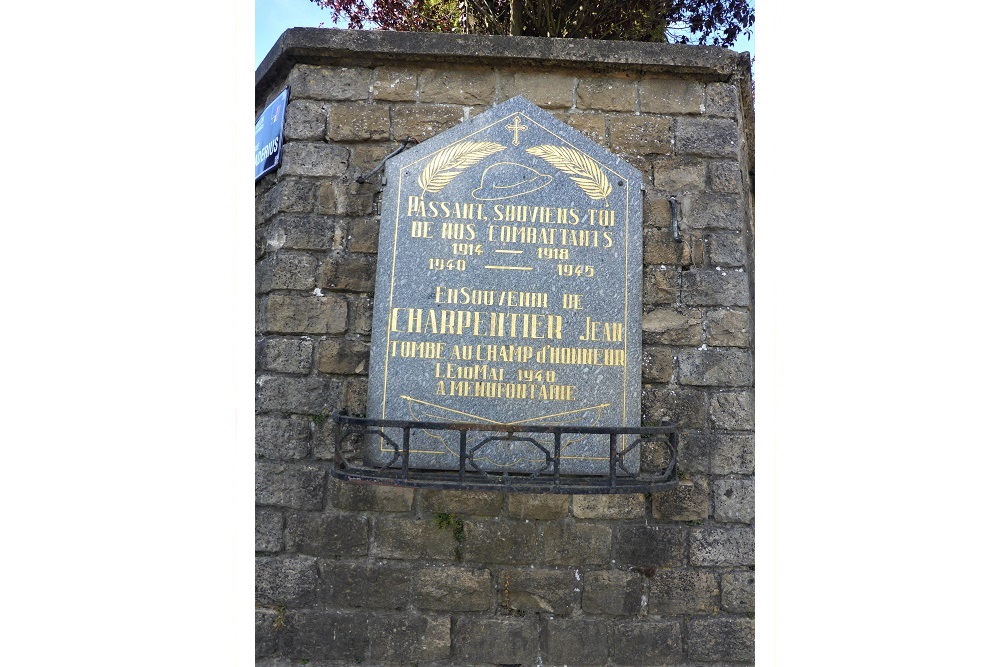 PASSANT, SOUVIENS-TOI
DE NOS COMBATTANTS
1914 — 1918
1940 — 1945
EN SOUVENIR DE
CHARPENTIER JEAN
TOMBÉ AU CHAMP d'HONNEUR
LE 10 MAI 1940
A MENUFONTAINE